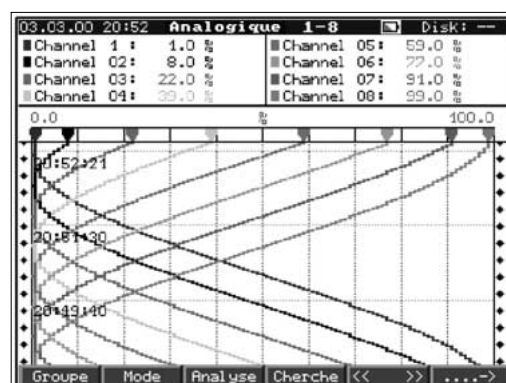 03.03.00 20:52 Analogique 1-8 Disk: --
Channel 1 : 1.0 % Channel 05: 59.0 %
Channel 02: 8.0 % Channel 06: 77.0 %
Channel 03: 22.0 % Channel 07: 91.0 %
Channel 04: 39.0 % Channel 08: 99.0 %
0.0 % 100.0
20:52:21
20:51:30
20:49:40
Groupe Mode Analyse Cherche << >> ....->